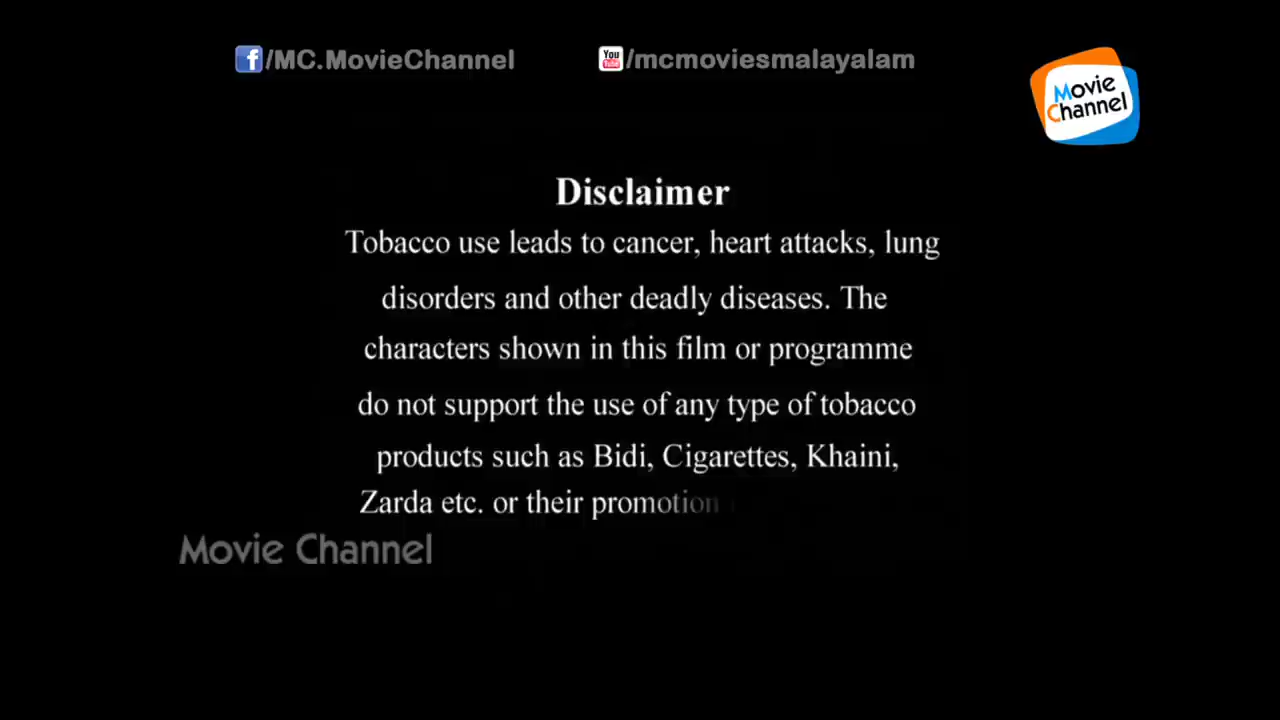 /MC.MovieChannel
You Tube /mcmoviesmalayalam
Movie
Channel
Disclaimer
Tobacco use leads to cancer, heart attacks, lung
disorders and other deadly diseases. The
characters shown in this film or programme
do not support the use of any type of tobacco
products such as Bidi, Cigarettes, Khaini,
Zarda etc. or their promotion
Movie Channel